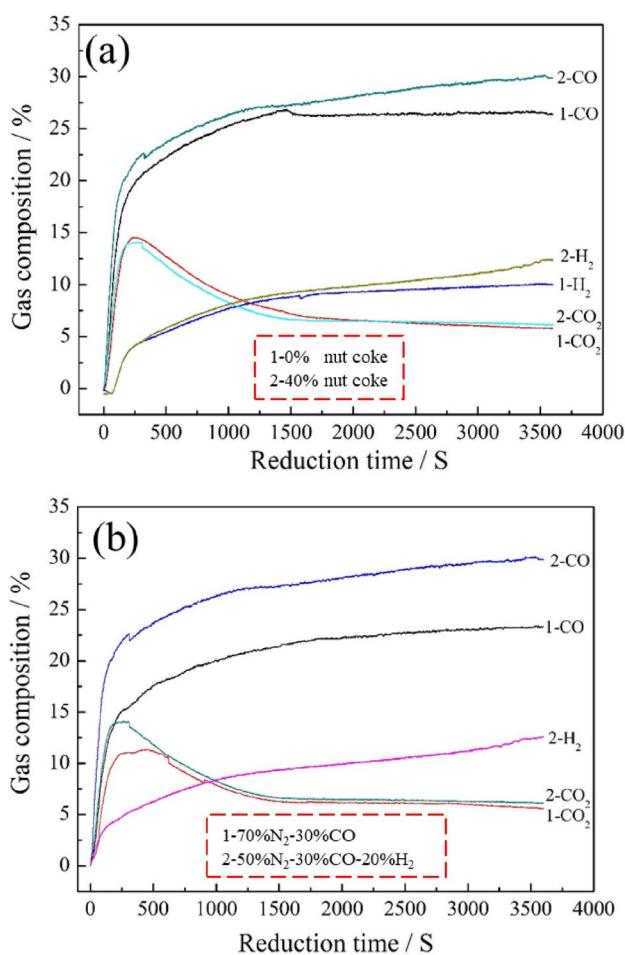 (a)
Gas composition / %
35
30
25
20
15
10
5
0
2-CO
1-CO
2-H₂
1-H₂
2-CO₂
1-CO₂
1-0% nut coke
2-40% nut coke
0 500 1000 1500 2000 2500 3000 3500 4000
Reduction time / S
(b)
Gas composition / %
35
30
25
20
15
10
5
0
2-CO
1-CO
2-H₂
2-CO₂
1-CO₂
1-70%N₂-30%CO
2-50%N₂-30%CO-20%H₂
0 500 1000 1500 2000 2500 3000 3500 4000
Reduction time / S